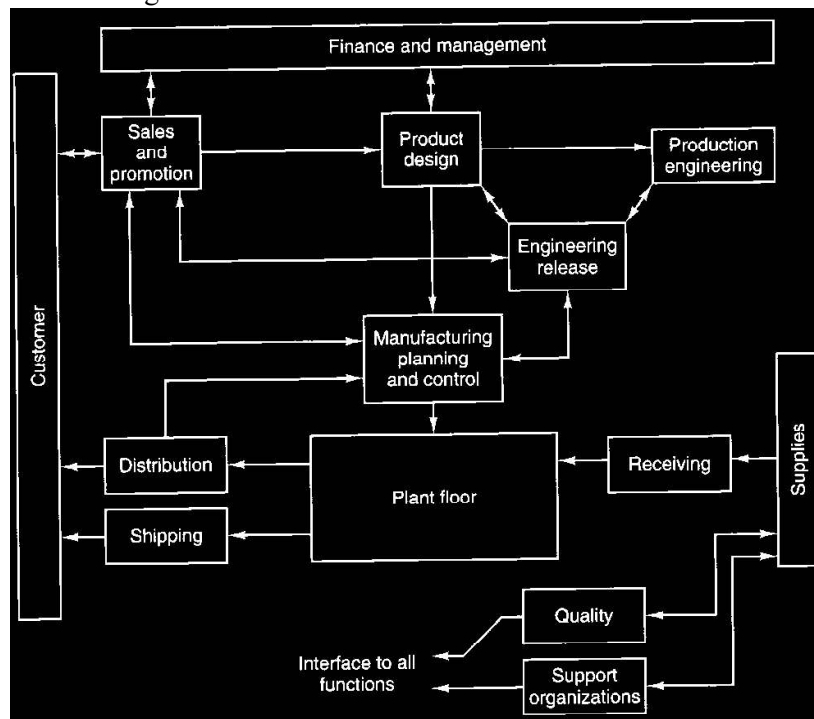 Finance and management
Sales
and
promotion
Product
design
Production
engineering
Engineering
release
Customer
Manufacturing
planning
and control
Supplies
Distribution
Plant floor
Receiving
Shipping
Quality
Interface to all
functions
Support
organizations